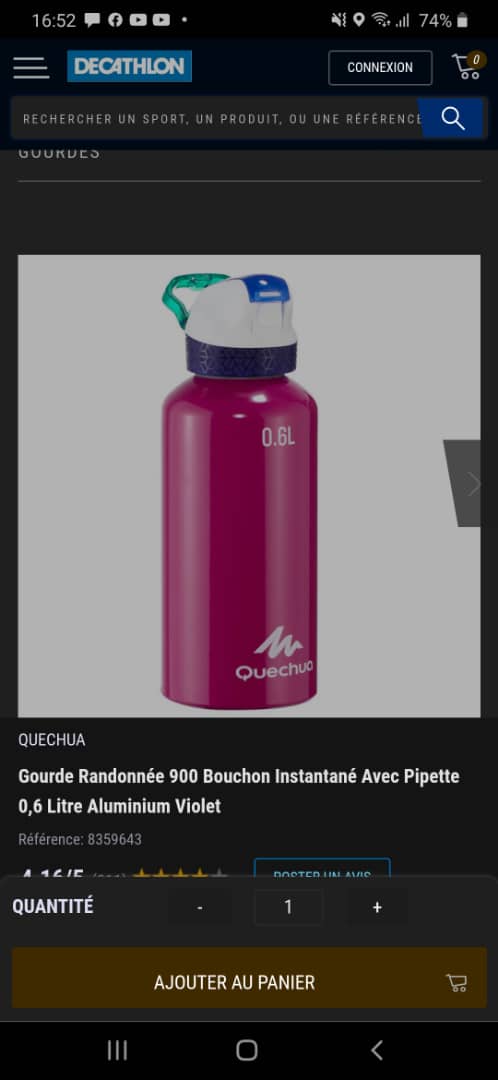 16:52
74%
DECATHLON
CONNEXION
0
RECHERCHER UN SPORT, UN PRODUIT, OU UNE RÉFÉRENCE
GOURDES
0.6L
Quechua
QUECHUA
Gourde Randonnée 900 Bouchon Instantané Avec Pipette
0,6 Litre Aluminium Violet
Référence: 8359643
4.16/5
POSTER UN AVIS
QUANTITÉ
-
1
+
AJOUTER AU PANIER